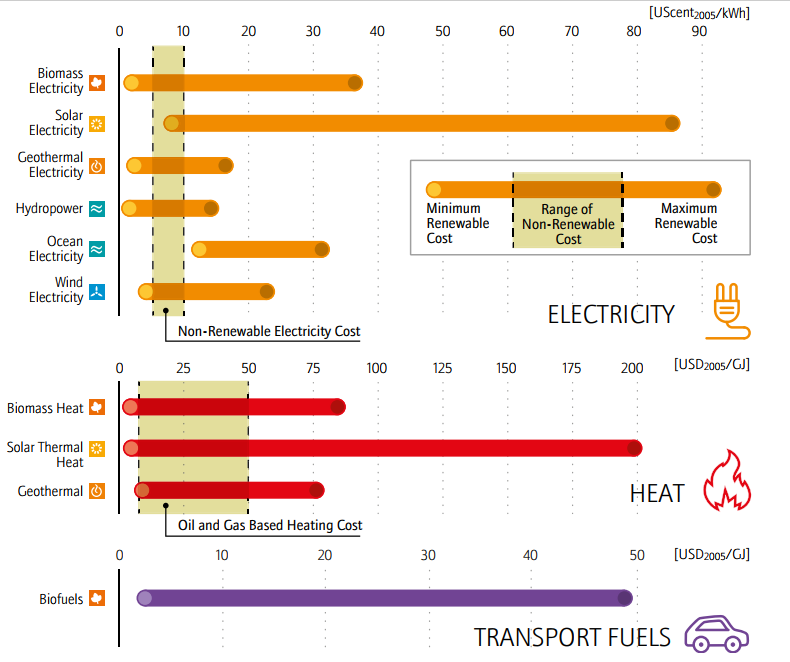 [UScent2005/kWh]
0 10 20 30 40 50 60 70 80 90
Biomass
Electricity
Solar
Electricity
Geothermal
Electricity
Hydropower
Ocean
Electricity
Wind
Electricity
Minimum
Renewable
Cost
Range of
Non-Renewable
Cost
Maximum
Renewable
Cost
ELECTRICITY
Non-Renewable Electricity Cost
0 25 50 75 100 125 150 175 200 [USD2005/GJ]
Biomass Heat
Solar Thermal
Heat
Geothermal
HEAT
Oil and Gas Based Heating Cost
0 10 20 30 40 50 [USD2005/GJ]
Biofuels
TRANSPORT FUELS